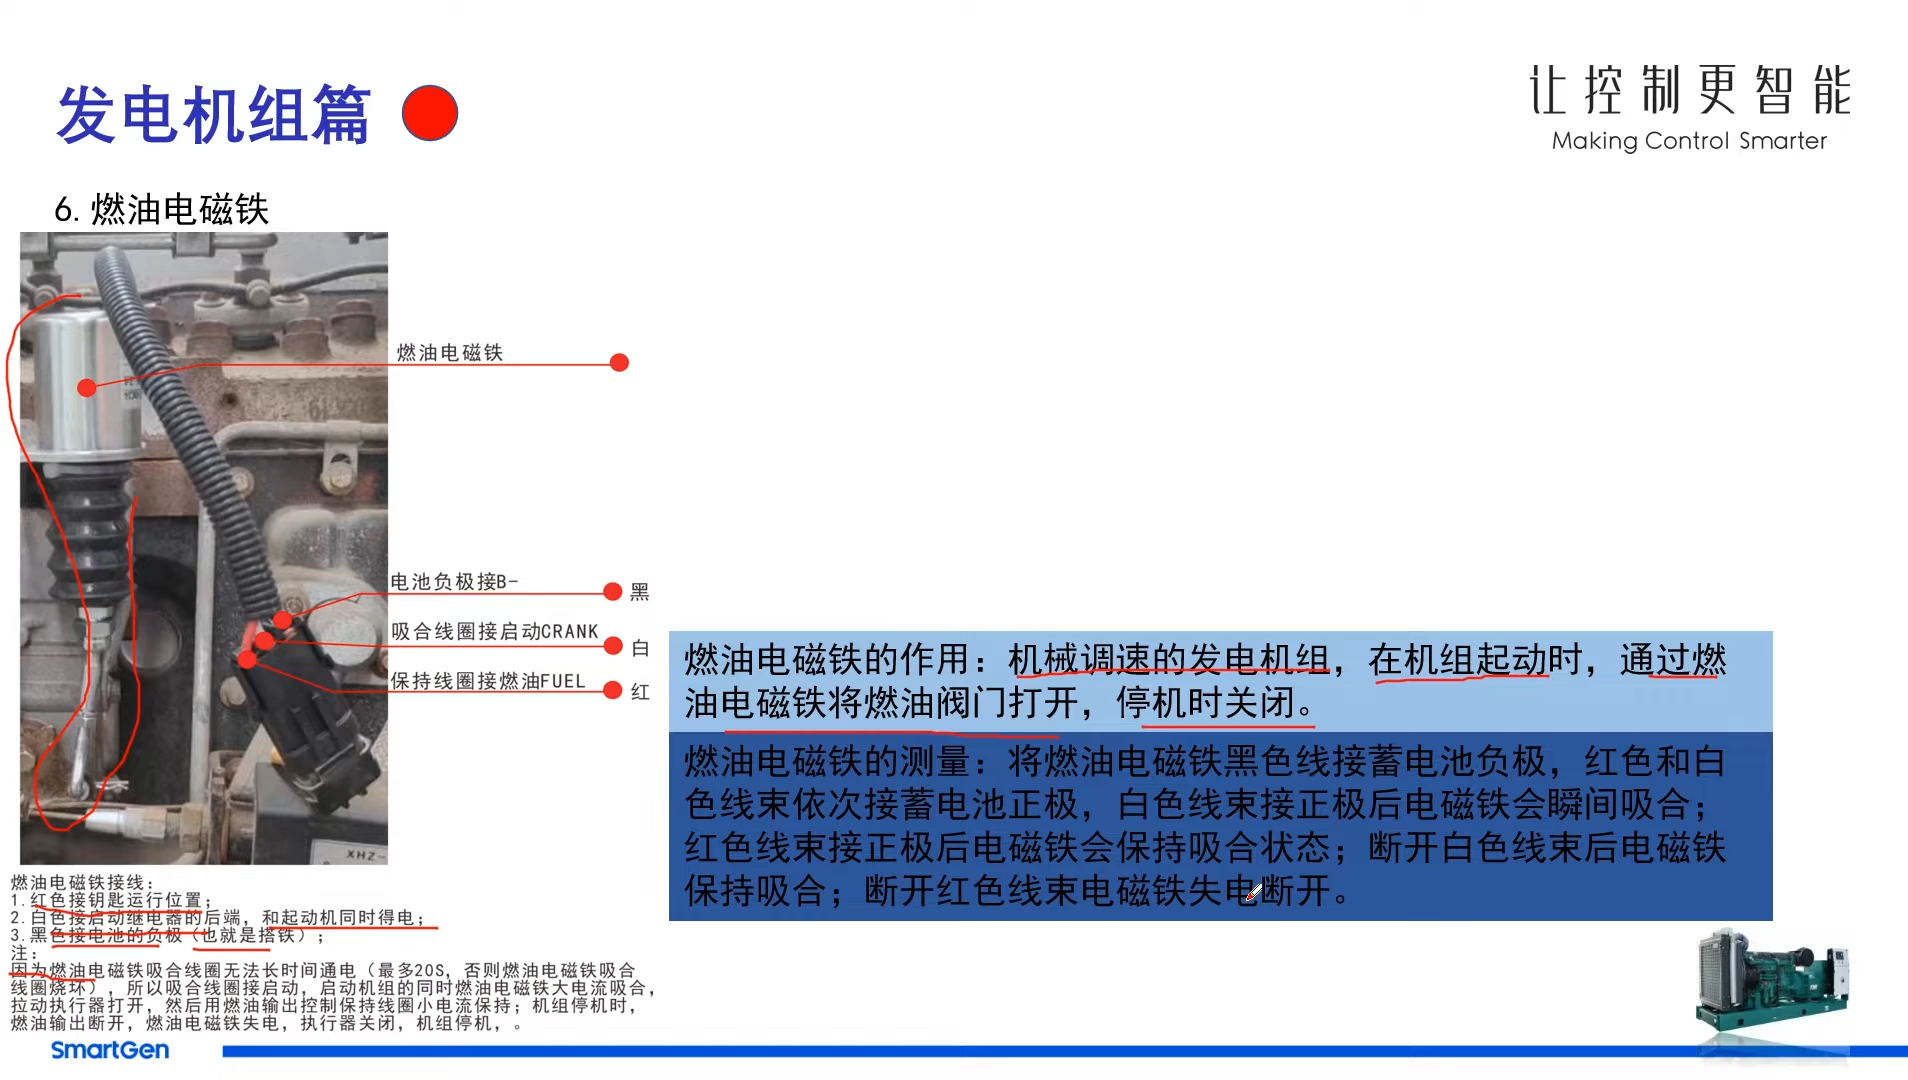 发电机组篇
让控制更智能
Making Control Smarter
6.燃油电磁铁
燃油电磁铁
电池负极接B-
黑
吸合线圈接启动CRANK
白
保持线圈接燃油FUEL
红
XHZ-
燃油电磁铁的作用：机械调速的发电机组，在机组起动时，通过燃
油电磁铁将燃油阀门打开，停机时关闭。
燃油电磁铁的测量：将燃油电磁铁黑色线接蓄电池负极，红色和白
色线束依次接蓄电池正极，白色线束接正极后电磁铁会瞬间吸合；
红色线束接正极后电磁铁会保持吸合状态；断开白色线束后电磁铁
保持吸合；断开红色线束电磁铁失电断开。
燃油电磁铁接线：
1.红色接钥匙运行位置；
2.白色接启动继电器的后端，和起动机同时得电；
3.黑色接电池的负极（也就是搭铁）；
注：
因为燃油电磁铁吸合线圈无法长时间通电（最多20S，否则燃油电磁铁吸合
线圈烧坏），所以吸合线圈接启动，启动机组的同时燃油电磁铁大电流吸合，
拉动执行器打开，然后用燃油输出控制保持线圈小电流保持；机组停机时，
燃油输出断开，燃油电磁铁失电，执行器关闭，机组停机，。
SmartGen